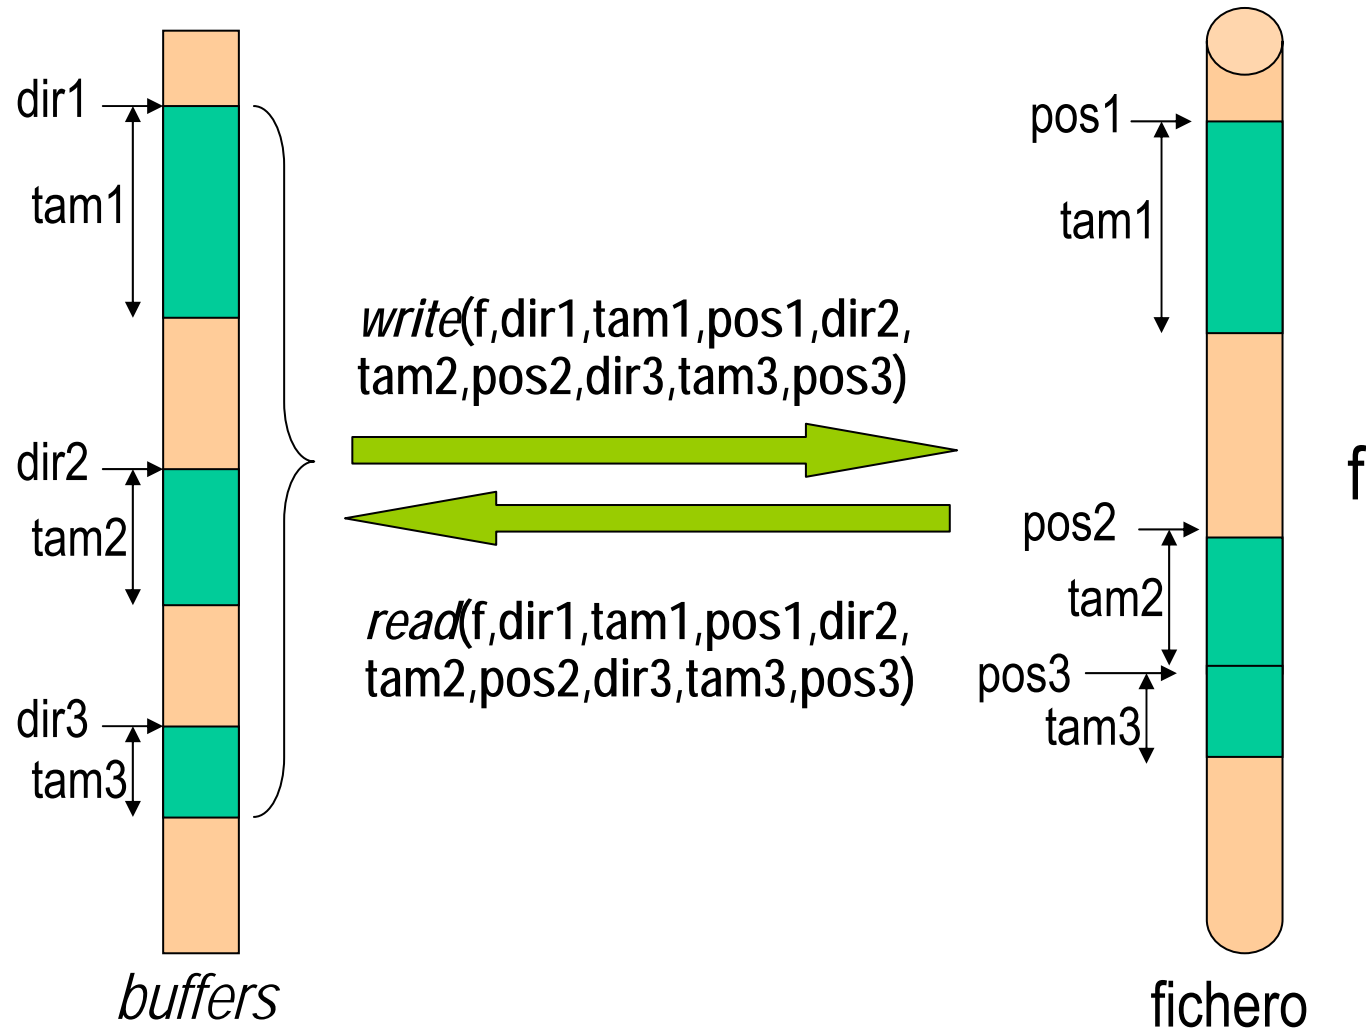 dir1
tam1
dir2
tam2
dir3
tam3
buffers
write(f,dir1,tam1,pos1,dir2,
tam2,pos2,dir3,tam3,pos3)
read(f,dir1,tam1,pos1,dir2,
tam2,pos2,dir3,tam3,pos3)
pos1
tam1
pos2
tam2
pos3
tam3
f
fichero